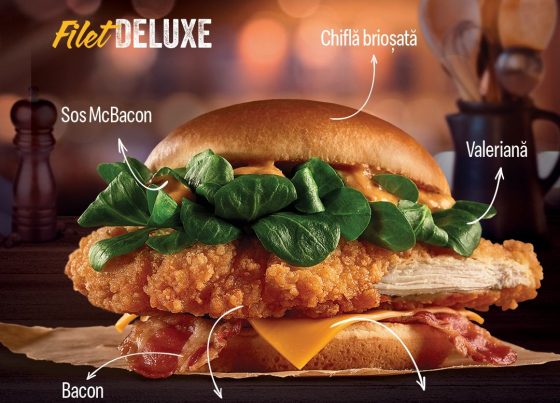 Filet DELUXE
Chiflă brioșată
Sos McBacon
Valeriană
Bacon